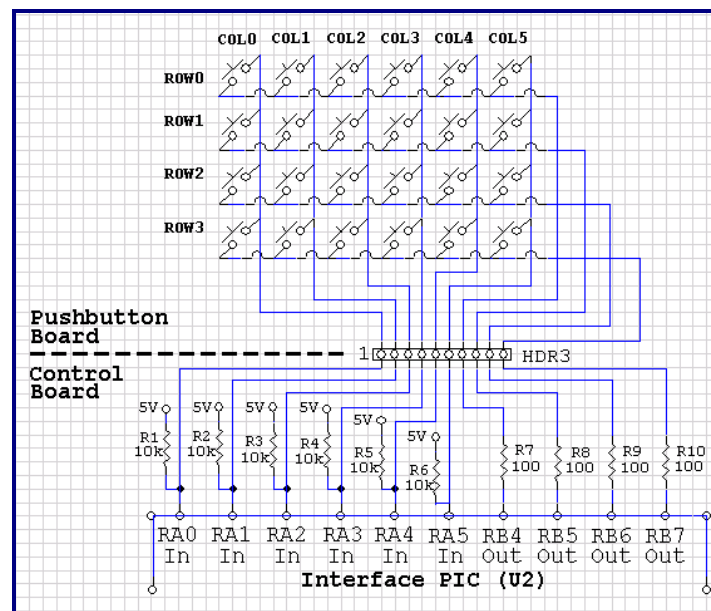 COL0 COL1 COL2 COL3 COL4 COL5
ROW0
ROW1
ROW2
ROW3
Pushbutton
Board
1 HDR3
Control
Board
5V 5V 5V 5V 5V 5V
R1 10k
R2 10k
R3 10k
R4 10k
R5 10k
R6 10k
R7 100
R8 100
R9 100
R10 100
RA0 RA1 RA2 RA3 RA4 RA5 RB4 RB5 RB6 RB7
In In In In In In Out Out Out Out
Interface PIC (U2)